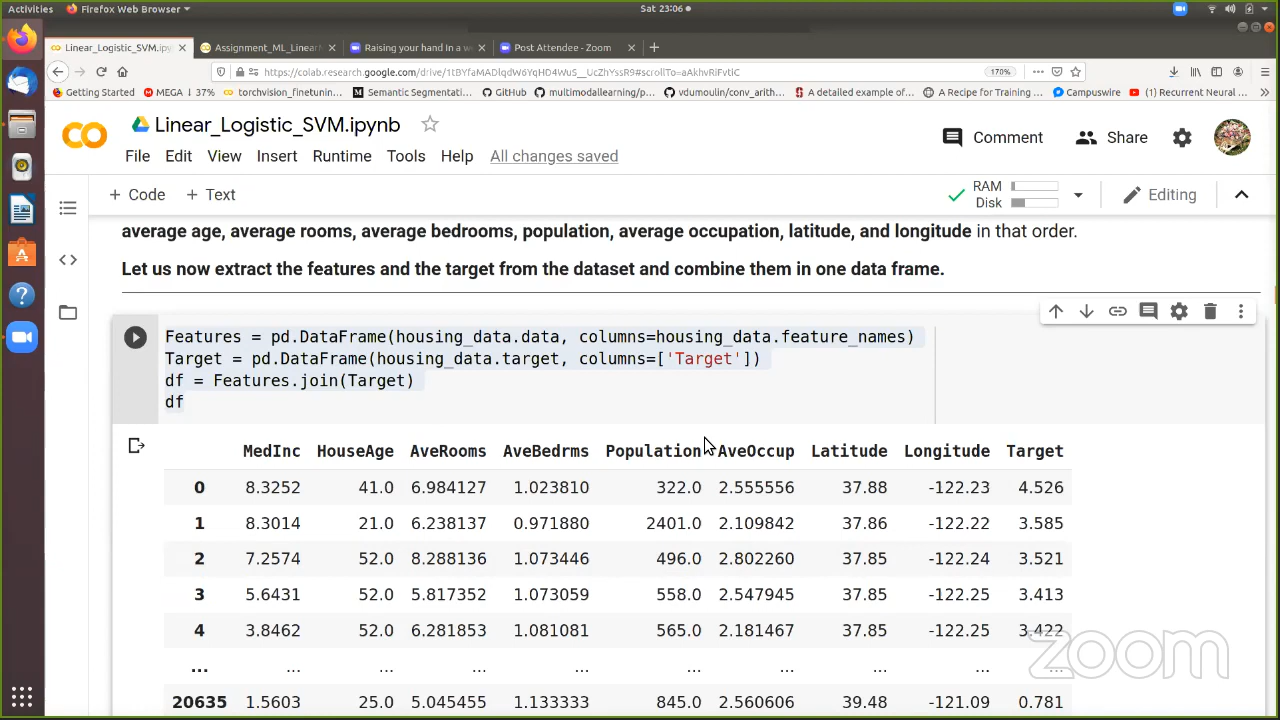 Activities Firefox Web Browser Sat 23:06
Linear_Logistic_SVM.ipyn Assignment_ML_Linear Raising your hand in a we Post Attendee - Zoom
https://colab.research.google.com/drive/1tBYfaMADlqdW6YqHD4WuS__UcZhYssR9#scrollTo=aAkhvRiFvtiC 170%
Getting Started MEGA ↓ 37% torchvision_finetunin... Semantic Segmentati... GitHub multimodallearning/p... vdumoulin/conv_arith... A detailed example of... A Recipe for Training ... Campuswire (1) Recurrent Neural ...
Linear_Logistic_SVM.ipynb
Comment Share
File Edit View Insert Runtime Tools Help All changes saved
+ Code + Text RAM Disk Editing
average age, average rooms, average bedrooms, population, average occupation, latitude, and longitude in that order.
Let us now extract the features and the target from the dataset and combine them in one data frame.
Features = pd.DataFrame(housing_data.data, columns=housing_data.feature_names)
Target = pd.DataFrame(housing_data.target, columns=['Target'])
df = Features.join(Target)
df
MedInc HouseAge AveRooms AveBedrms Population AveOccup Latitude Longitude Target
0 8.3252 41.0 6.984127 1.023810 322.0 2.555556 37.88 -122.23 4.526
1 8.3014 21.0 6.238137 0.971880 2401.0 2.109842 37.86 -122.22 3.585
2 7.2574 52.0 8.288136 1.073446 496.0 2.802260 37.85 -122.24 3.521
3 5.6431 52.0 5.817352 1.073059 558.0 2.547945 37.85 -122.25 3.413
4 3.8462 52.0 6.281853 1.081081 565.0 2.181467 37.85 -122.25 3.422
... ... ... ... ... ... ... ... ... ...
20635 1.5603 25.0 5.045455 1.133333 845.0 2.560606 39.48 -121.09 0.781
zoom